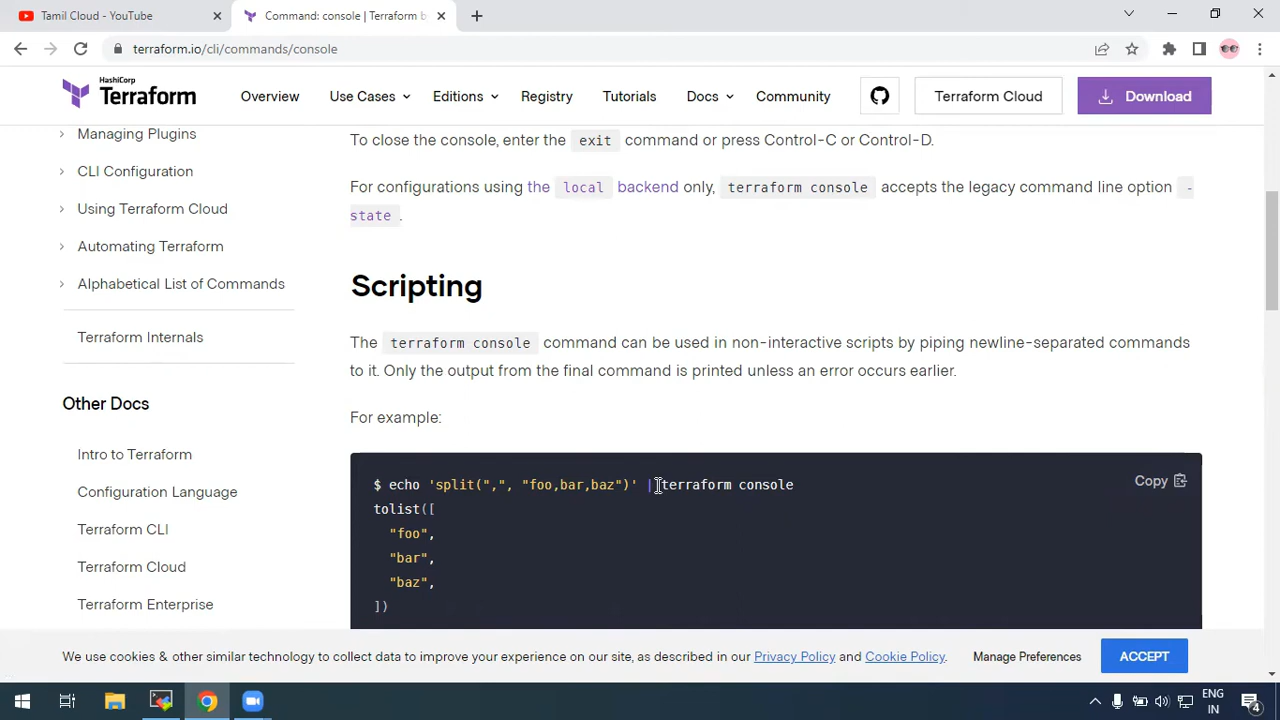 Tamil Cloud - YouTube
Command: console | Terraform b
terraform.io/cli/commands/console
HashiCorp
Terraform
Overview
Use Cases
Editions
Registry
Tutorials
Docs
Community
Terraform Cloud
Download
Managing Plugins
CLI Configuration
Using Terraform Cloud
Automating Terraform
Alphabetical List of Commands
Terraform Internals
Other Docs
Intro to Terraform
Configuration Language
Terraform CLI
Terraform Cloud
Terraform Enterprise
To close the console, enter the exit command or press Control-C or Control-D.
For configurations using the local backend only, terraform console accepts the legacy command line option -
state .
Scripting
The terraform console command can be used in non-interactive scripts by piping newline-separated commands
to it. Only the output from the final command is printed unless an error occurs earlier.
For example:
$ echo 'split(",", "foo,bar,baz")' | terraform console
Copy
tolist([
"foo",
"bar",
"baz",
])
We use cookies & other similar technology to collect data to improve your experience on our site, as described in our Privacy Policy and Cookie Policy.
Manage Preferences
ACCEPT
ENG
IN
4